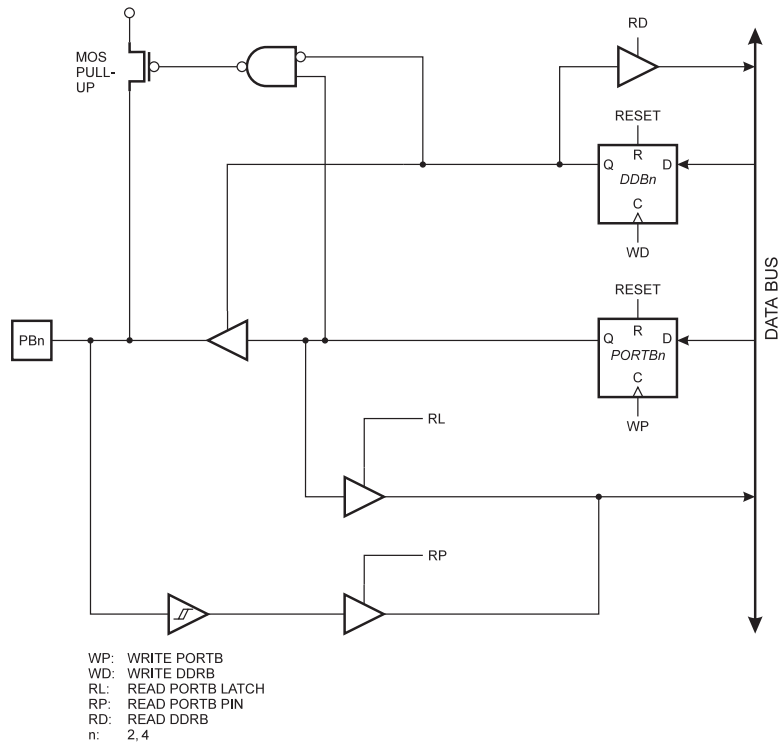 RD
MOS
PULL-
UP
RESET
R
Q
D
DDBn
C
WD
DATA BUS
RESET
R
PBn
Q
D
PORTBn
C
WP
RL
RP
WP: WRITE PORTB
WD: WRITE DDRB
RL: READ PORTB LATCH
RP: READ PORTB PIN
RD: READ DDRB
n: 2, 4